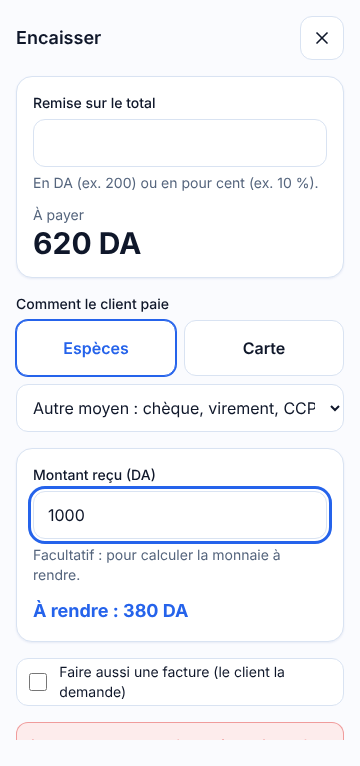 Encaisser
Remise sur le total
En DA (ex. 200) ou en pour cent (ex. 10 %).
À payer
620 DA
Comment le client paie
Espèces
Carte
Autre moyen : chèque, virement, CCP
Montant reçu (DA)
1000
Facultatif : pour calculer la monnaie à
rendre.
À rendre : 380 DA
Faire aussi une facture (le client la
demande)